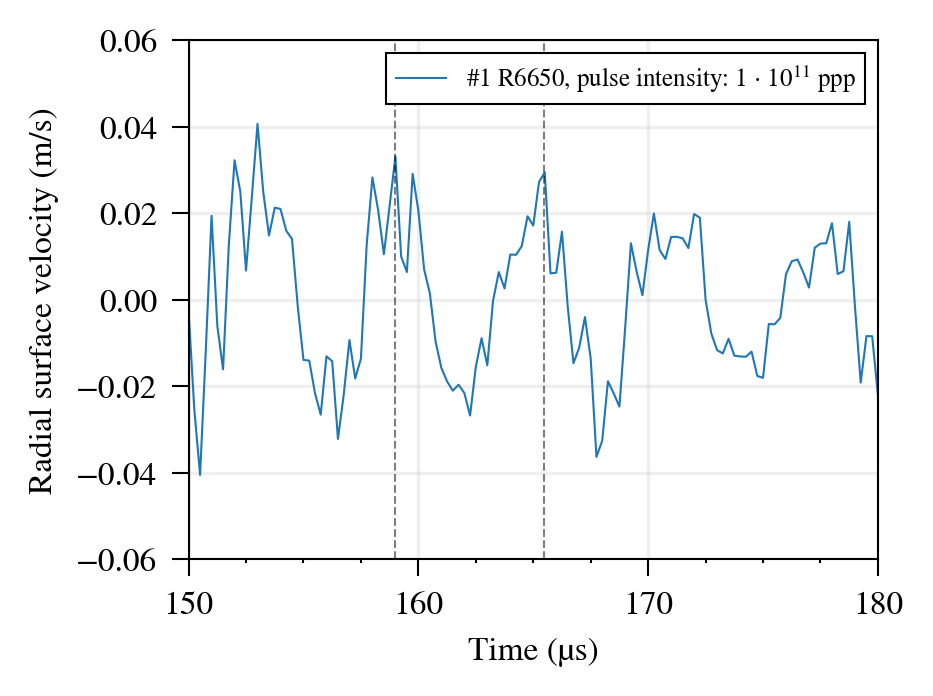 #1 R6650, pulse intensity: 1 · 10¹¹ ppp
Radial surface velocity (m/s)
0.06
0.04
0.02
0.00
−0.02
−0.04
−0.06
150 160 170 180
Time (μs)